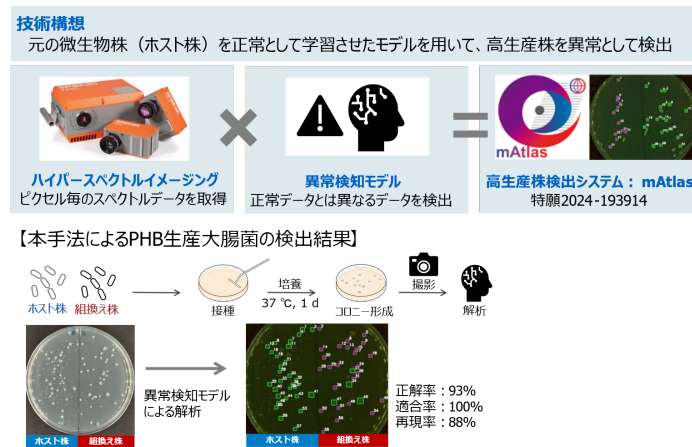 技術構想
元の微生物株（ホスト株）を正常として学習させたモデルを用いて、高生産株を異常として検出
ハイパースペクトルイメージング
ピクセル毎のスペクトルデータを取得
異常検知モデル
正常データとは異なるデータを検出
mAtlas
高生産株検出システム：mAtlas
特願2024-193914
【本手法によるPHB生産大腸菌の検出結果】
ホスト株 組換え株
接種
培養
37 ℃, 1 d
コロニー形成
撮影
解析
異常検知モデル
による解析
ホスト株 組換え株
ホスト株 組換え株
正解率：93%
適合率：100%
再現率：88%